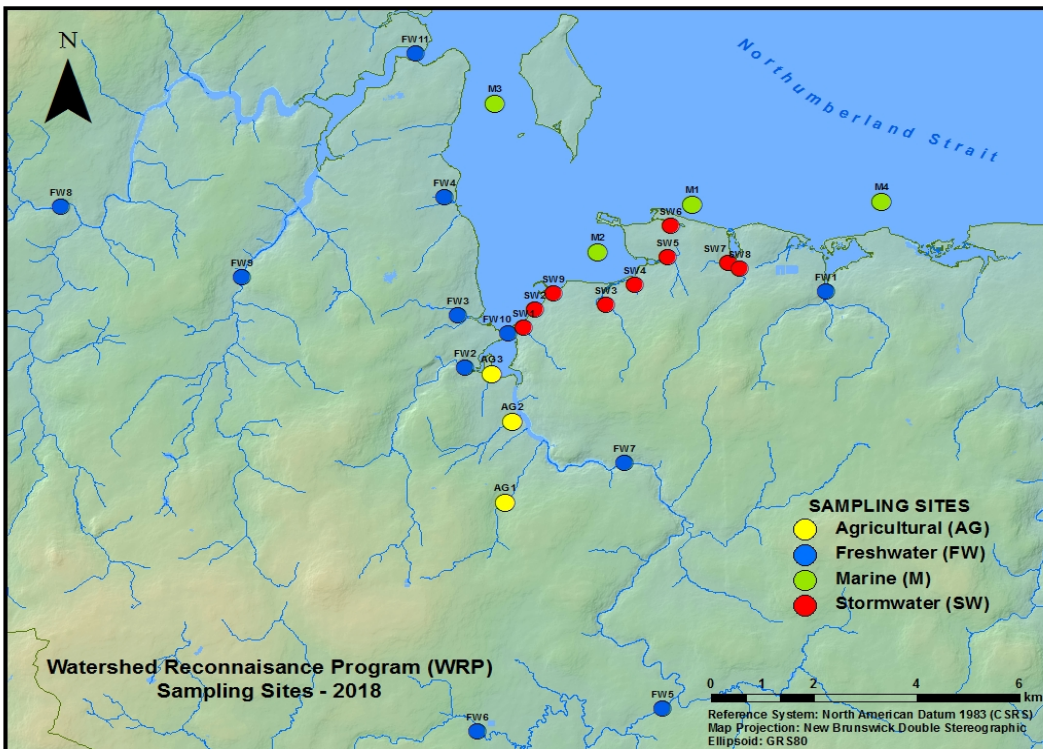 N
FW11
M3
Northumberland Strait
FW8
FW4
M1
M4
SW6
M2
SW5
SW7
SW8
FW9
SW4
FW1
SW9
SW3
SW2
FW3
SW1
FW10
FW2
AG3
AG2
FW7
AG1
SAMPLING SITES
Agricultural (AG)
Freshwater (FW)
Marine (M)
Stormwater (SW)
Watershed Reconnaisance Program (WRP)
Sampling Sites - 2018
FW5
FW6
0 1 2 4 6
km
Reference System: North American Datum 1983 (CSRS)
Map Projection: New Brunswick Double Stereographic
Ellipsoid: GRS80